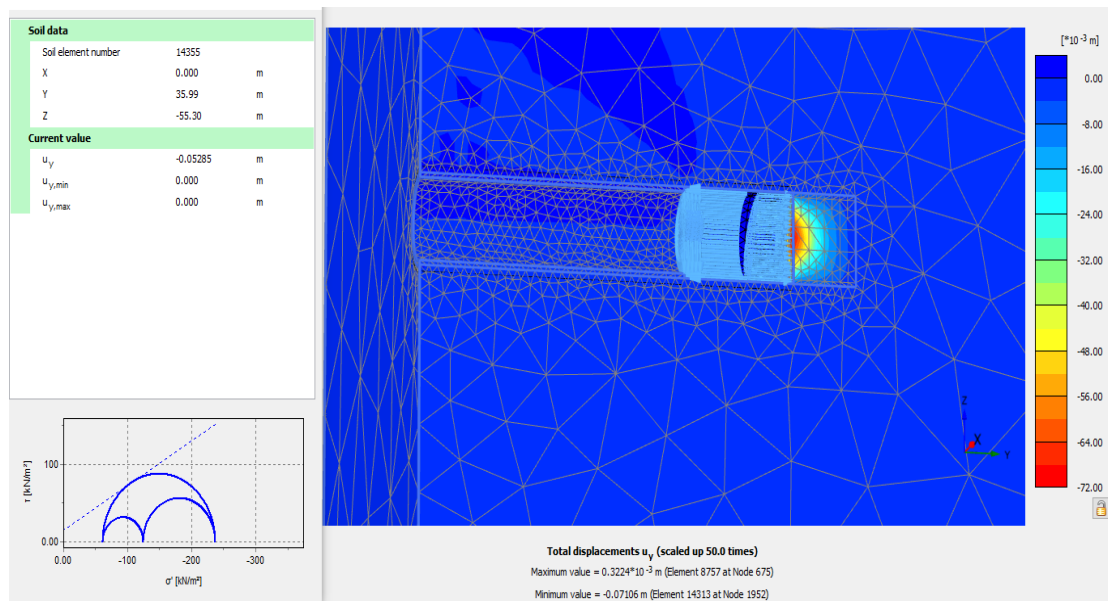 Soil data
Soil element number 14355
X 0.000 m
Y 35.99 m
Z -55.30 m
Current value
u y -0.05285 m
u y,min 0.000 m
u y,max 0.000 m
100
0.00
τ [kN/m²]
0.00 -100 -200 -300
σ' [kN/m²]
[*10 -3 m]
0.00
-8.00
-16.00
-24.00
-32.00
-40.00
-48.00
-56.00
-64.00
-72.00
Z
X
Y
Total displacements u y (scaled up 50.0 times)
Maximum value = 0.3224*10 -3 m (Element 8757 at Node 675)
Minimum value = -0.07106 m (Element 14313 at Node 1952)